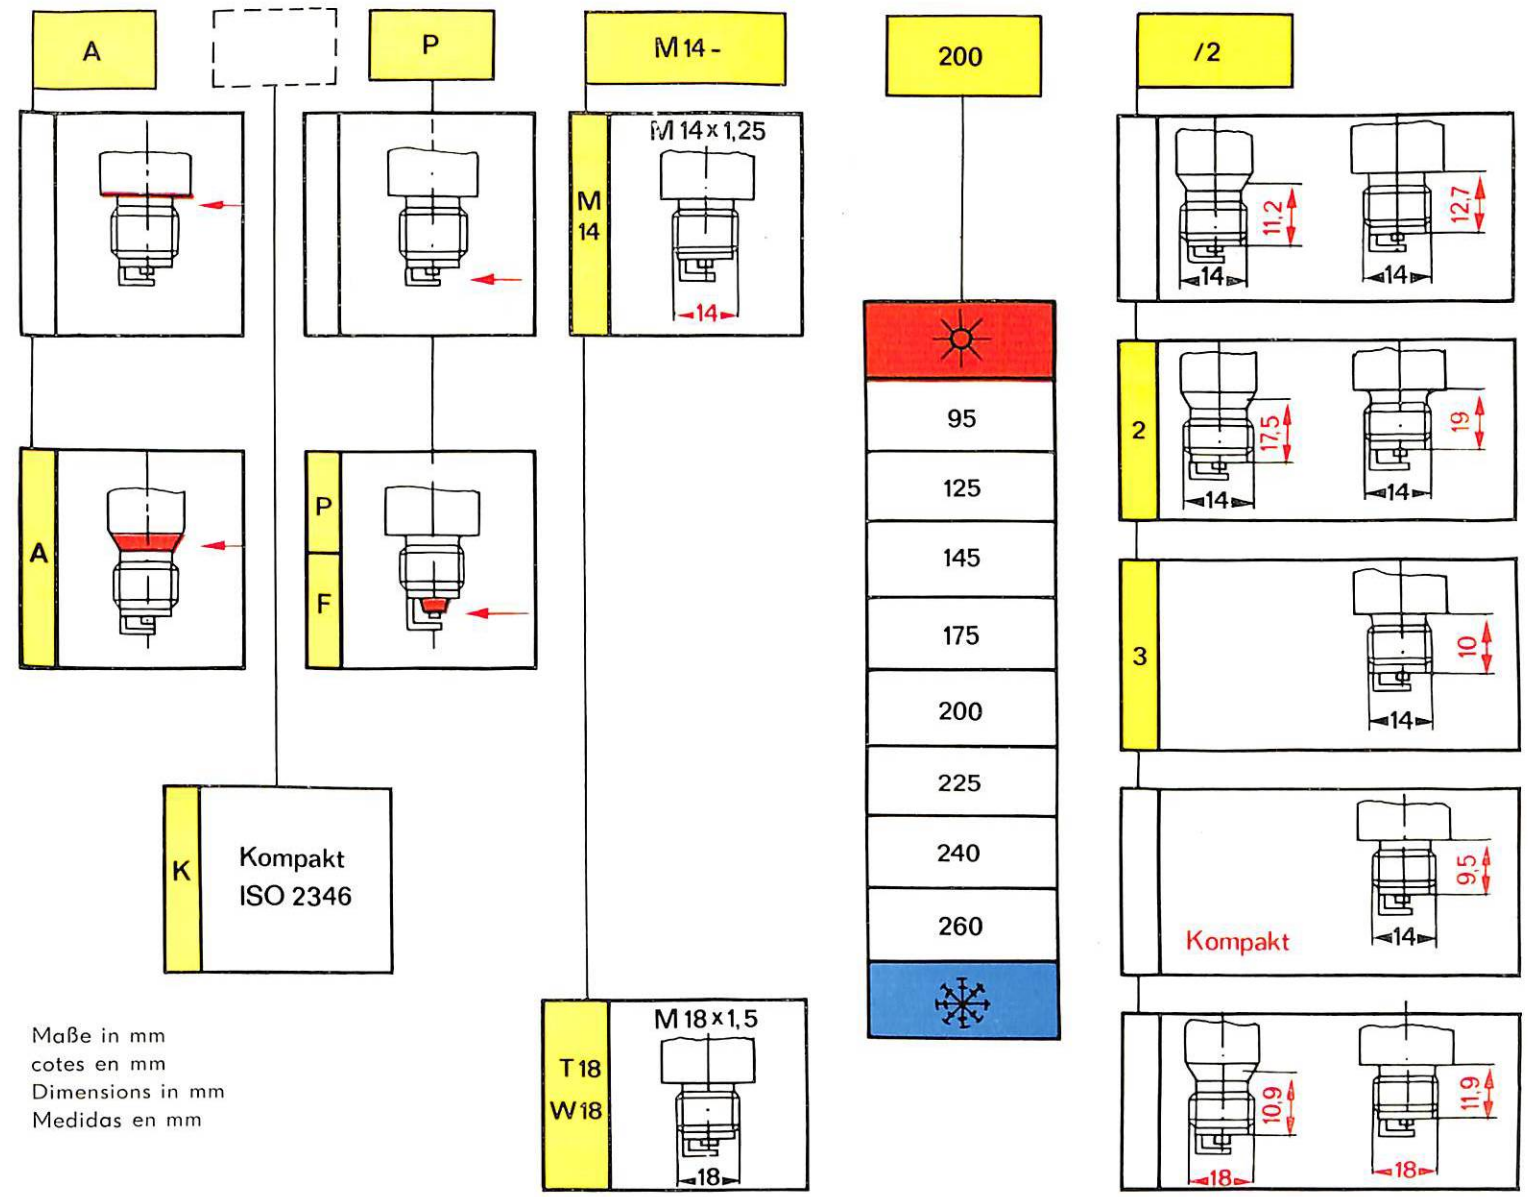 A
P
M 14 -
200
/2
M 14 x 1,25
M
14
14
11,2
14
12,7
14
95
125
145
175
200
225
240
260
2
17,5
14
19
14
A
P
F
3
10
14
K
Kompakt
ISO 2346
Kompakt
9,5
14
T 18
W 18
M 18 x 1,5
18
10,9
18
11,9
18
Maße in mm
cotes en mm
Dimensions in mm
Medidas en mm